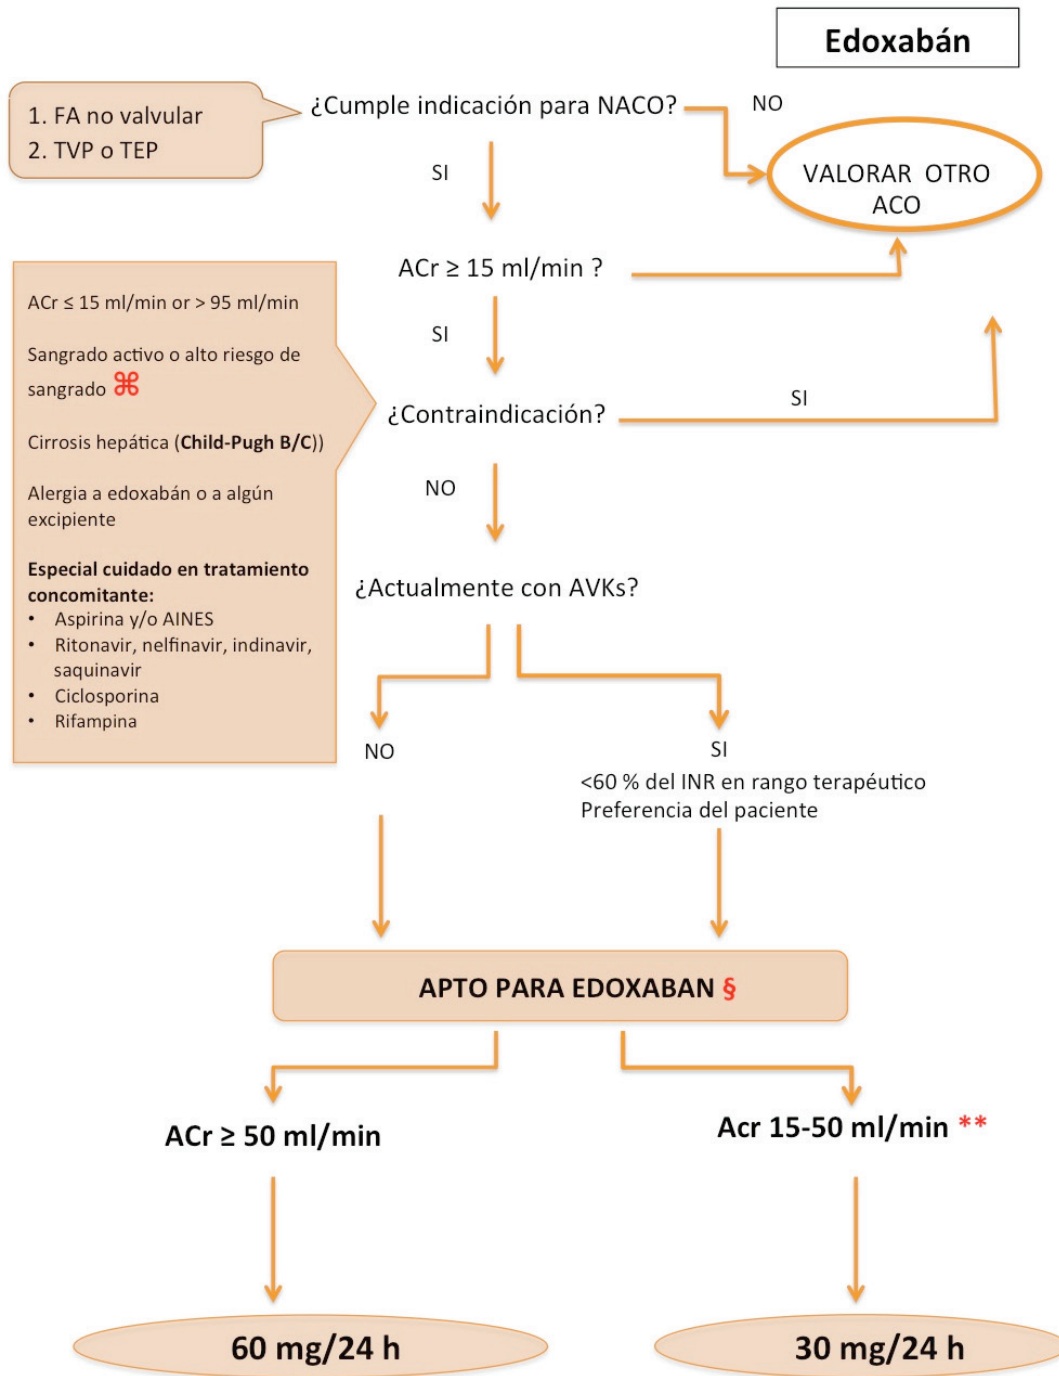 Edoxabán
1. FA no valvular
2. TVP o TEP
¿Cumple indicación para NACO?
NO
SI
VALORAR OTRO
ACO
ACr ≥ 15 ml/min ?
SI
ACr ≤ 15 ml/min or > 95 ml/min
Sangrado activo o alto riesgo de
sangrado ⌘
Cirrosis hepática (Child-Pugh B/C))
Alergia a edoxabán o a algún
excipiente
Especial cuidado en tratamiento
concomitante:
• Aspirina y/o AINES
• Ritonavir, nelfinavir, indinavir,
saquinavir
• Ciclosporina
• Rifampina
¿Contraindicación?
SI
NO
¿Actualmente con AVKs?
NO
SI
<60 % del INR en rango terapéutico
Preferencia del paciente
APTO PARA EDOXABAN §
ACr ≥ 50 ml/min
Acr 15-50 ml/min **
60 mg/24 h
30 mg/24 h